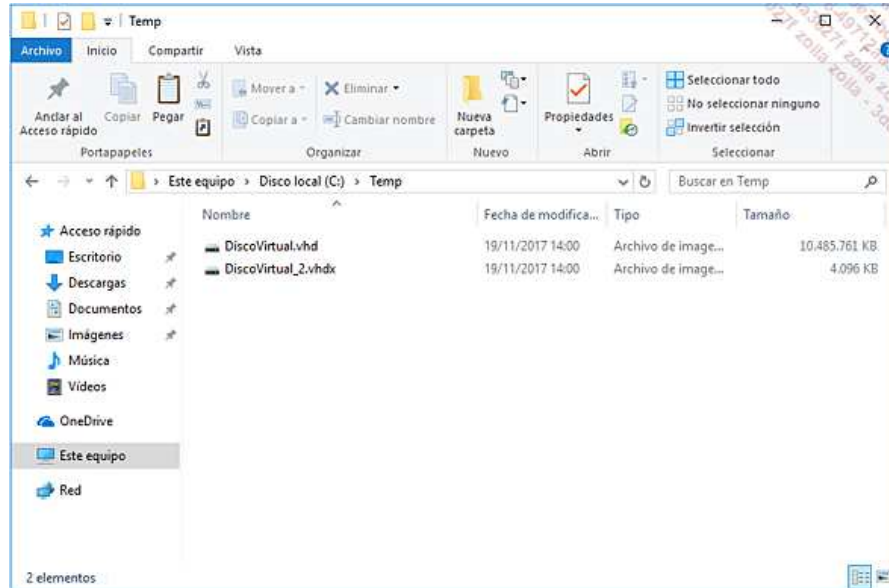 Temp
Archivo Inicio Compartir Vista
Anclar al Acceso rápido
Copiar
Pegar
Portapapeles
Mover a
Copiar a
Eliminar
Cambiar nombre
Organizar
Nueva carpeta
Nuevo
Propiedades
Abrir
Seleccionar todo
No seleccionar ninguno
Invertir selección
Seleccionar
Este equipo > Disco local (C:) > Temp
Buscar en Temp
Nombre Fecha de modifica... Tipo Tamaño
DiscoVirtual.vhd 19/11/2017 14:00 Archivo de image... 10.485.761 KB
DiscoVirtual_2.vhdx 19/11/2017 14:00 Archivo de image... 4.096 KB
Acceso rápido
Escritorio
Descargas
Documentos
Imágenes
Música
Vídeos
OneDrive
Este equipo
Red
2 elementos